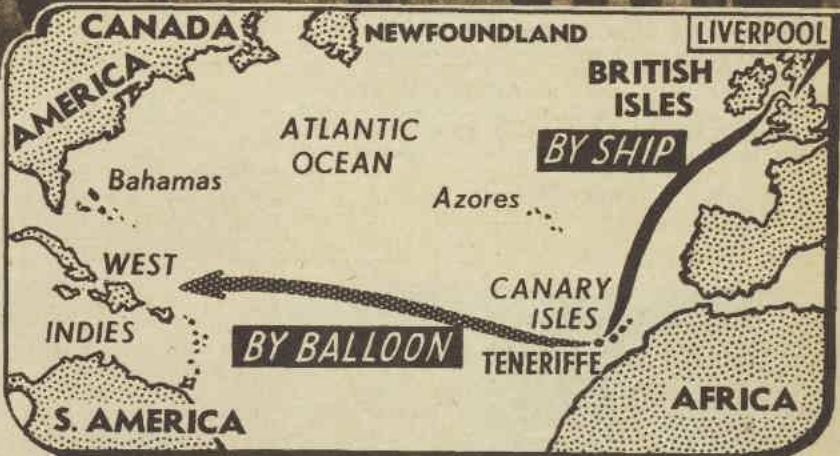 CANADA
NEWFOUNDLAND
LIVERPOOL
AMERICA
BRITISH
ISLES
ATLANTIC
OCEAN
BY SHIP
Bahamas
Azores
WEST
INDIES
CANARY
ISLES
BY BALLOON
TENERIFFE
AFRICA
S. AMERICA